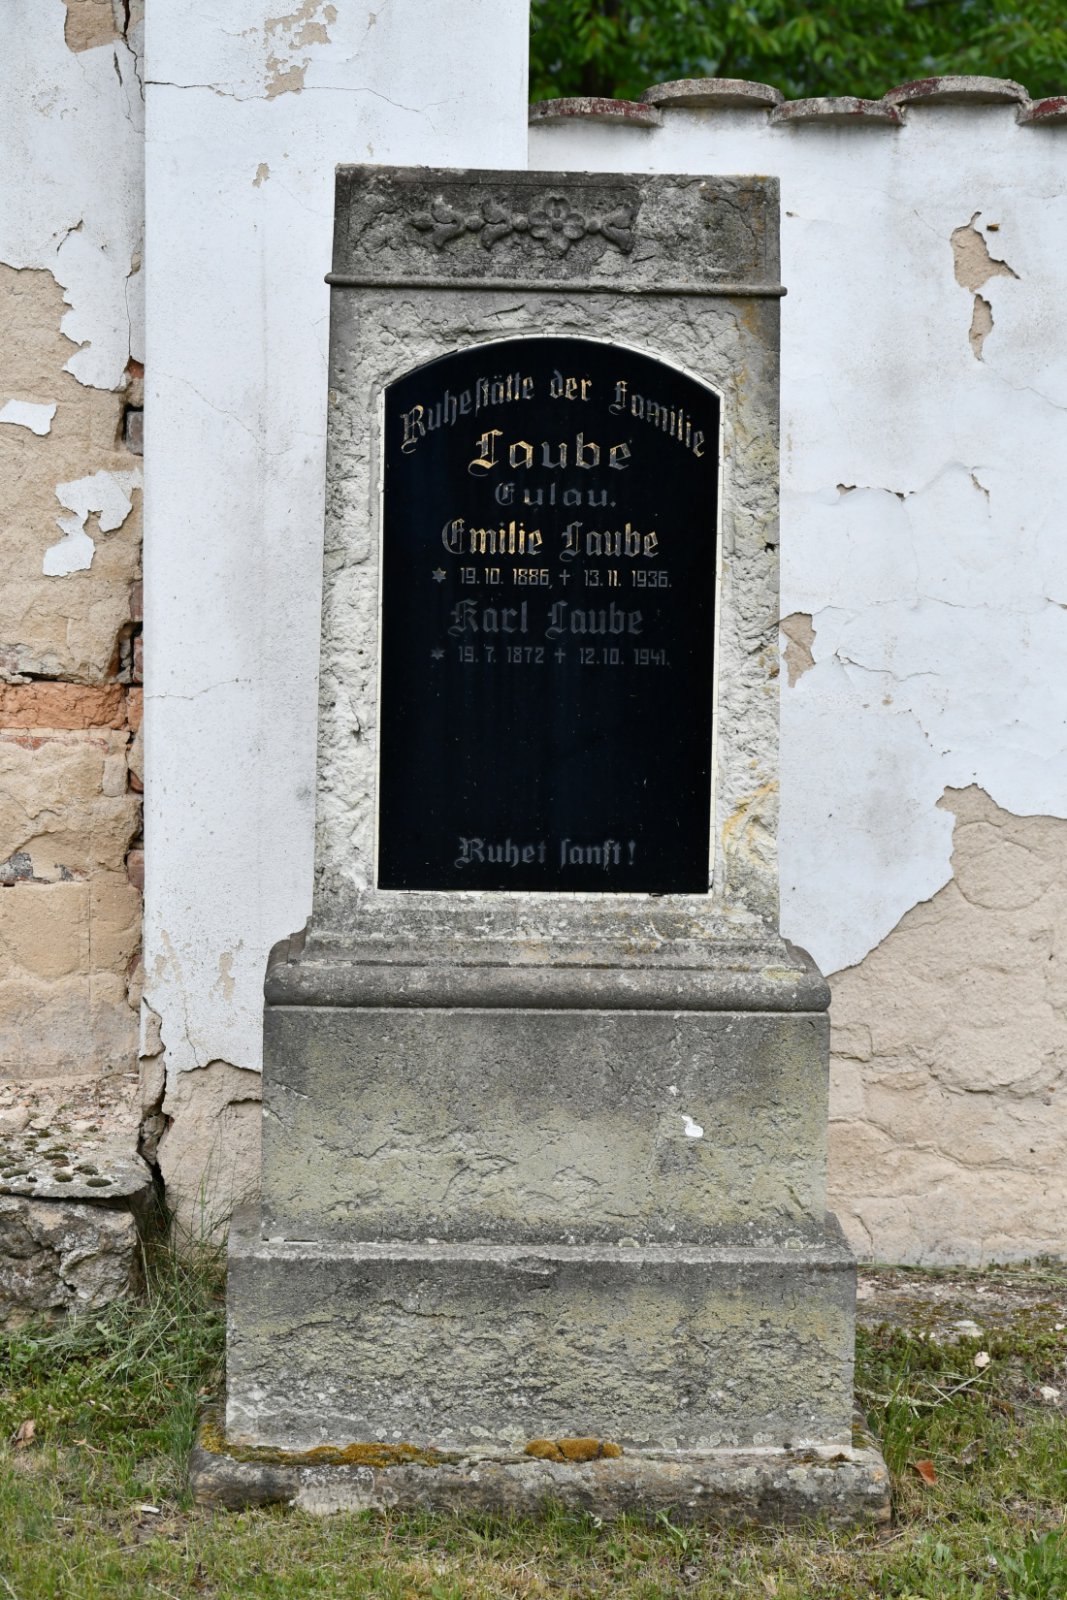 Ruhestätte der Familie
Laube
Eulau.
Emilie Laube
* 19.10. 1886, † 13.11. 1936.
Karl Laube
* 19.7. 1872 † 12.10. 1941.
Ruhet sanft!